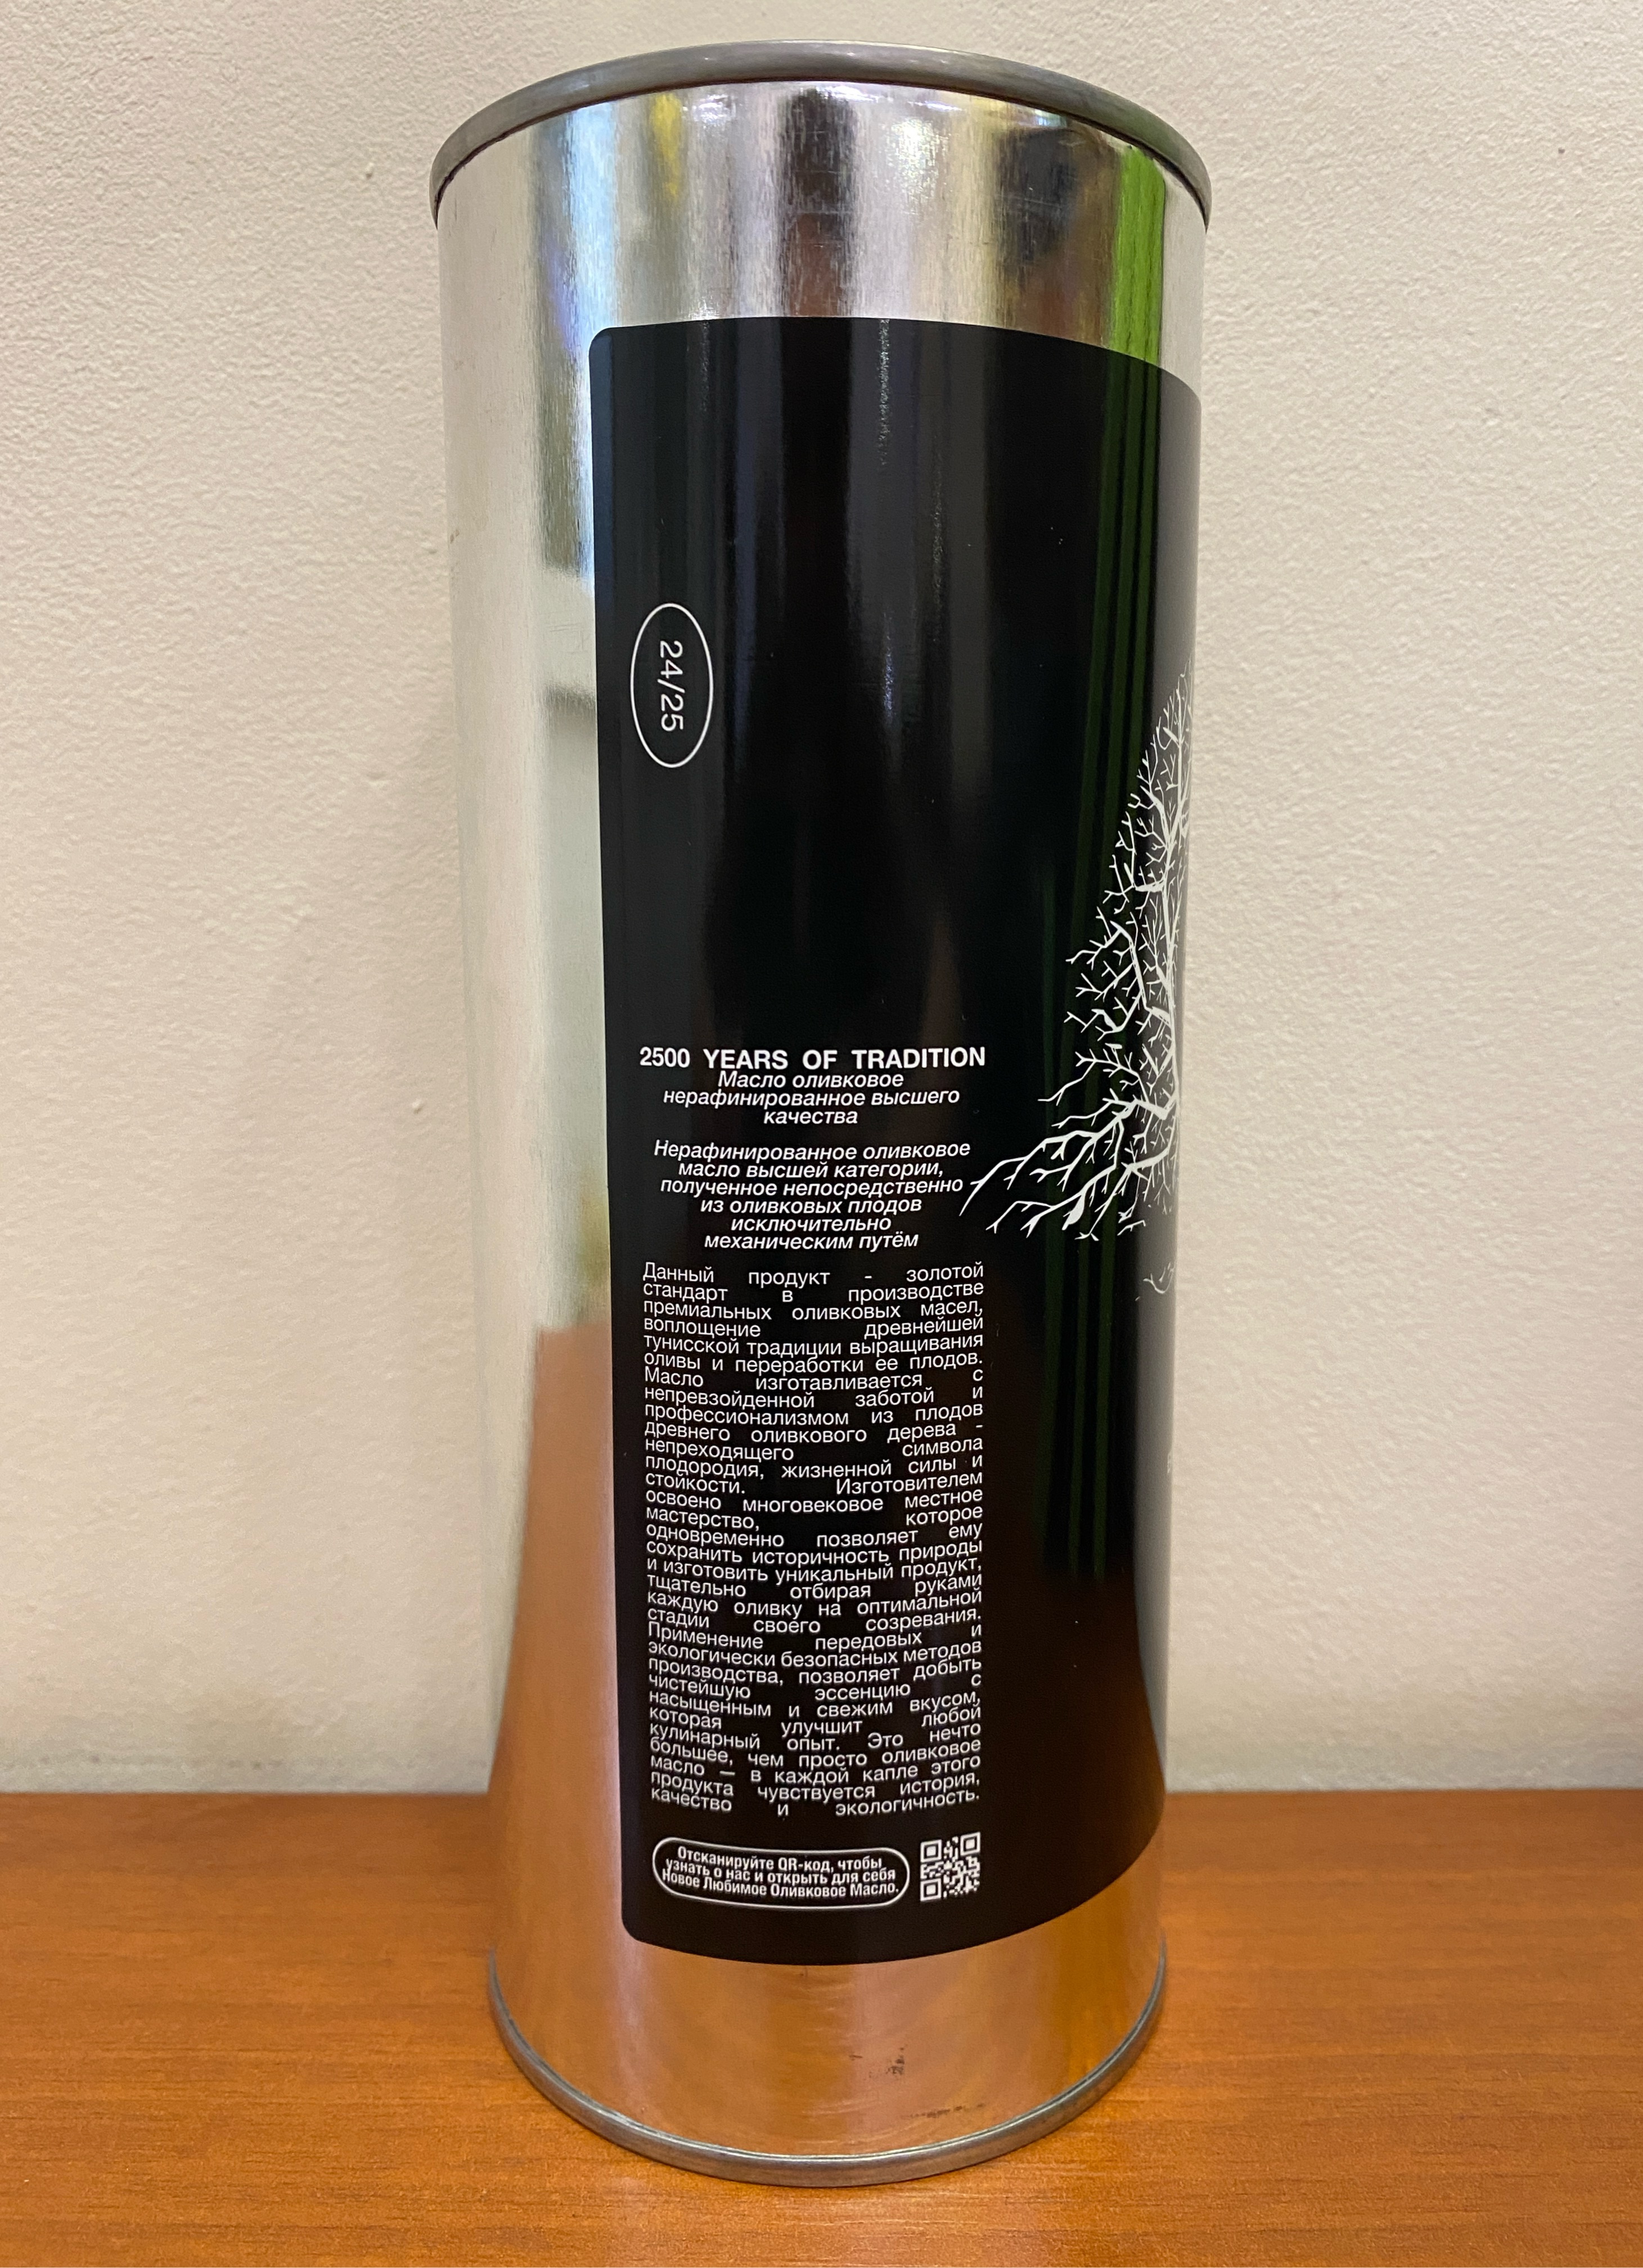 24/25
2500 YEARS OF TRADITION
Масло оливковое
нерафинированное высшего
качества
Нерафинированное оливковое
масло высшей категории,
полученное непосредственно
из оливковых плодов
исключительно
механическим путём
Данный продукт - золотой
стандарт в производстве
премиальных оливковых масел,
воплощение древнейшей
тунисской традиции выращивания
оливы и переработки ее плодов.
Масло изготавливается с
непревзойденной заботой и
профессионализмом из плодов
древнего оливкового дерева -
непреходящего символа
плодородия, жизненной силы и
стойкости. Изготовителем
освоено многовековое местное
мастерство, которое
одновременно позволяет ему
сохранить историчность природы
и изготовить уникальный продукт,
тщательно отбирая руками
каждую оливку на оптимальной
стадии своего созревания.
Применение передовых и
экологически безопасных методов
производства, позволяет добыть
чистейшую эссенцию с
насыщенным и свежим вкусом,
которая улучшит любой
кулинарный опыт. Это нечто
большее, чем просто оливковое
масло — в каждой капле этого
продукта чувствуется история,
качество и экологичность.
Отсканируйте QR-код, чтобы
узнать о нас и открыть для себя
Новое Любимое Оливковое Масло.